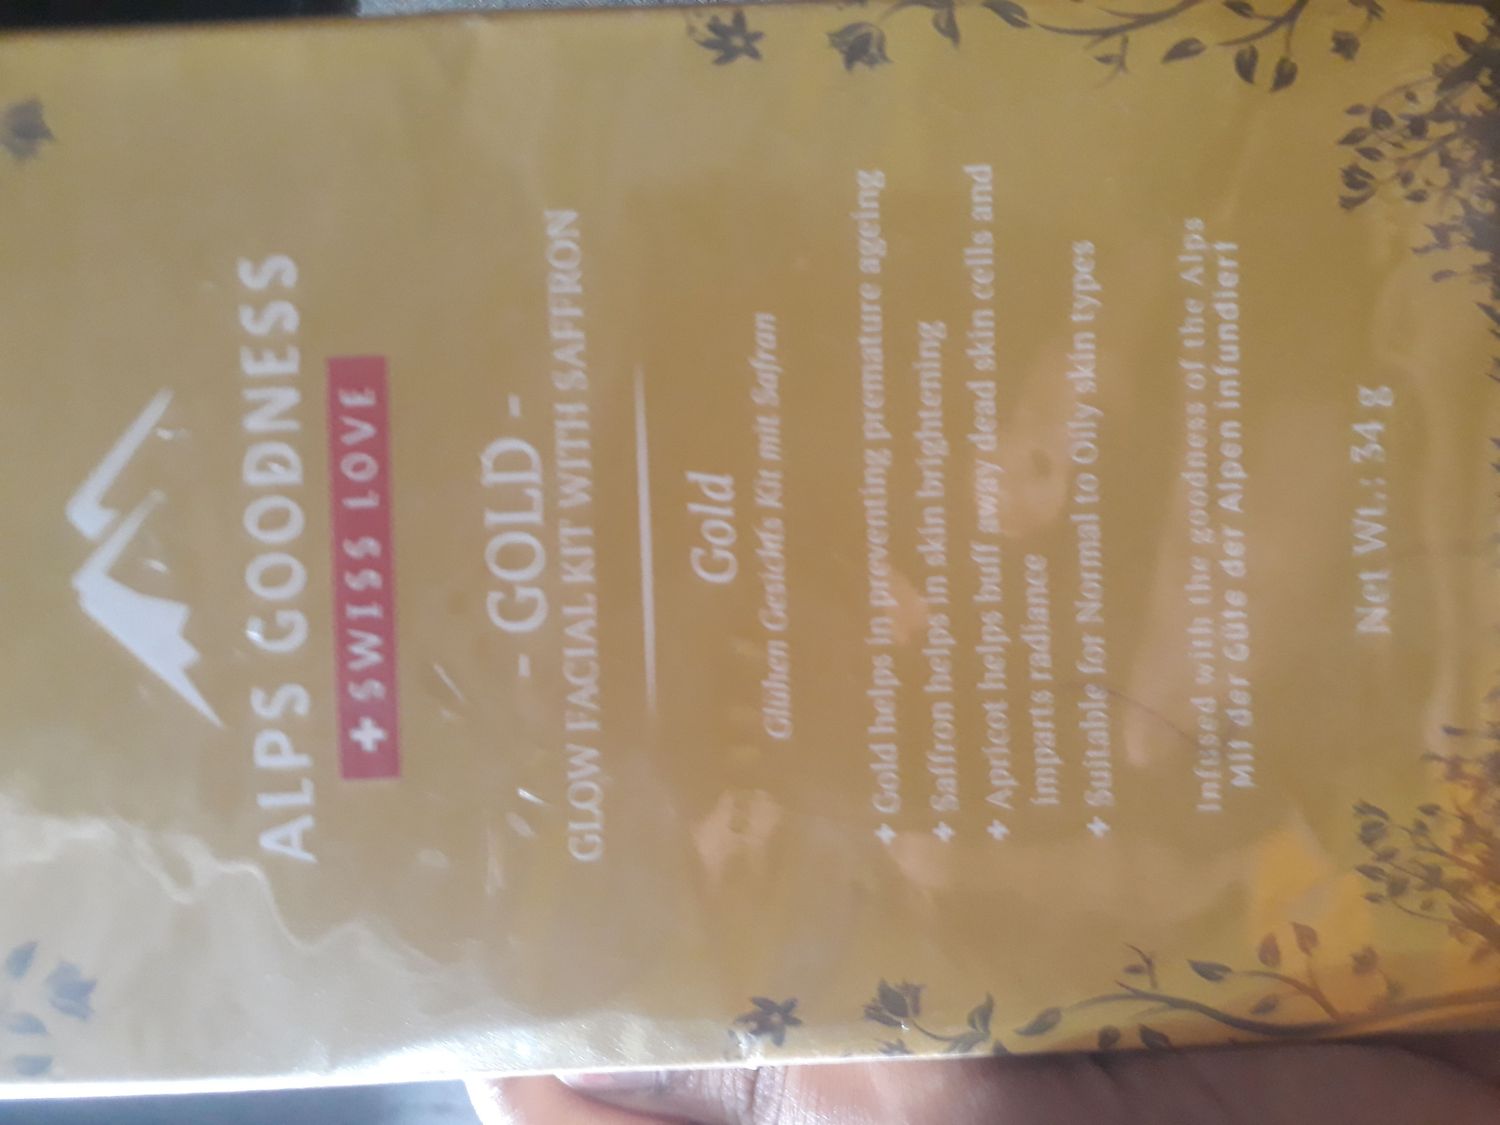 ALPS GOODNESS
+ SWISS LOVE
- GOLD -
GLOW FACIAL KIT WITH SAFFRON
Gold
Glühen Gesichts Kit mit Safran
+ Gold helps in preventing premature ageing
+ Saffron helps in skin brightening
+ Apricot helps buff away dead skin cells and
imparts radiance
+ Suitable for Normal to Oily skin types
Infused with the goodness of the Alps
Mit der Güte der Alpen infundiert
Net Wt.: 34 g